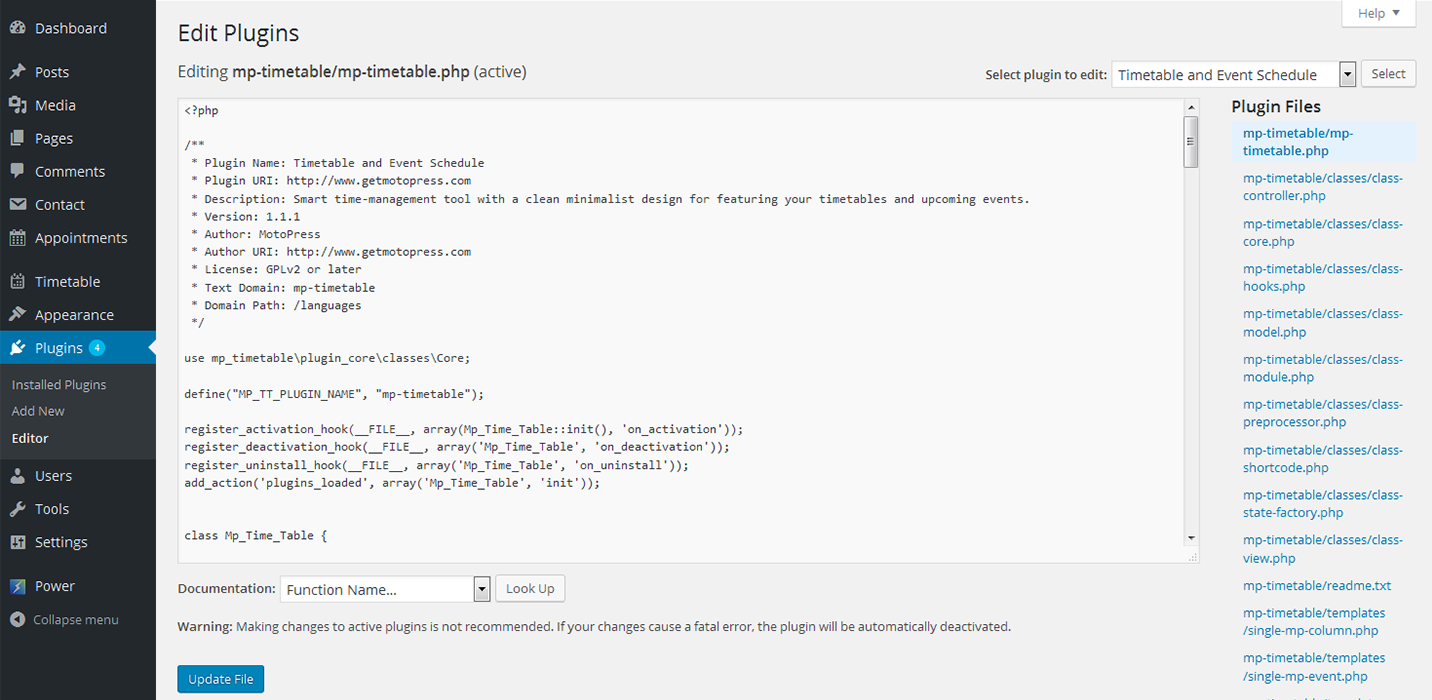 Dashboard
Posts
Media
Pages
Comments
Contact
Appointments
Timetable
Appearance
Plugins 4
Installed Plugins
Add New
Editor
Users
Tools
Settings
Power
Collapse menu
Help
Edit Plugins
Editing mp-timetable/mp-timetable.php (active)
Select plugin to edit: Timetable and Event Schedule Select
<?php
/**
* Plugin Name: Timetable and Event Schedule
* Plugin URI: http://www.getmotopress.com
* Description: Smart time-management tool with a clean minimalist design for featuring your timetables and upcoming events.
* Version: 1.1.1
* Author: MotoPress
* Author URI: http://www.getmotopress.com
* License: GPLv2 or later
* Text Domain: mp-timetable
* Domain Path: /languages
*/
use mp_timetable\plugin_core\classes\Core;
define("MP_TT_PLUGIN_NAME", "mp-timetable");
register_activation_hook(__FILE__, array(Mp_Time_Table::init(), 'on_activation'));
register_deactivation_hook(__FILE__, array('Mp_Time_Table', 'on_deactivation'));
register_uninstall_hook(__FILE__, array('Mp_Time_Table', 'on_uninstall'));
add_action('plugins_loaded', array('Mp_Time_Table', 'init'));
class Mp_Time_Table {
Documentation: Function Name... Look Up
Warning: Making changes to active plugins is not recommended. If your changes cause a fatal error, the plugin will be automatically deactivated.
Update File
Plugin Files
mp-timetable/mp-
timetable.php
mp-timetable/classes/class-
controller.php
mp-timetable/classes/class-
core.php
mp-timetable/classes/class-
hooks.php
mp-timetable/classes/class-
model.php
mp-timetable/classes/class-
module.php
mp-timetable/classes/class-
preprocessor.php
mp-timetable/classes/class-
shortcode.php
mp-timetable/classes/class-
state-factory.php
mp-timetable/classes/class-
view.php
mp-timetable/readme.txt
mp-timetable/templates
/single-mp-column.php
mp-timetable/templates
/single-mp-event.php